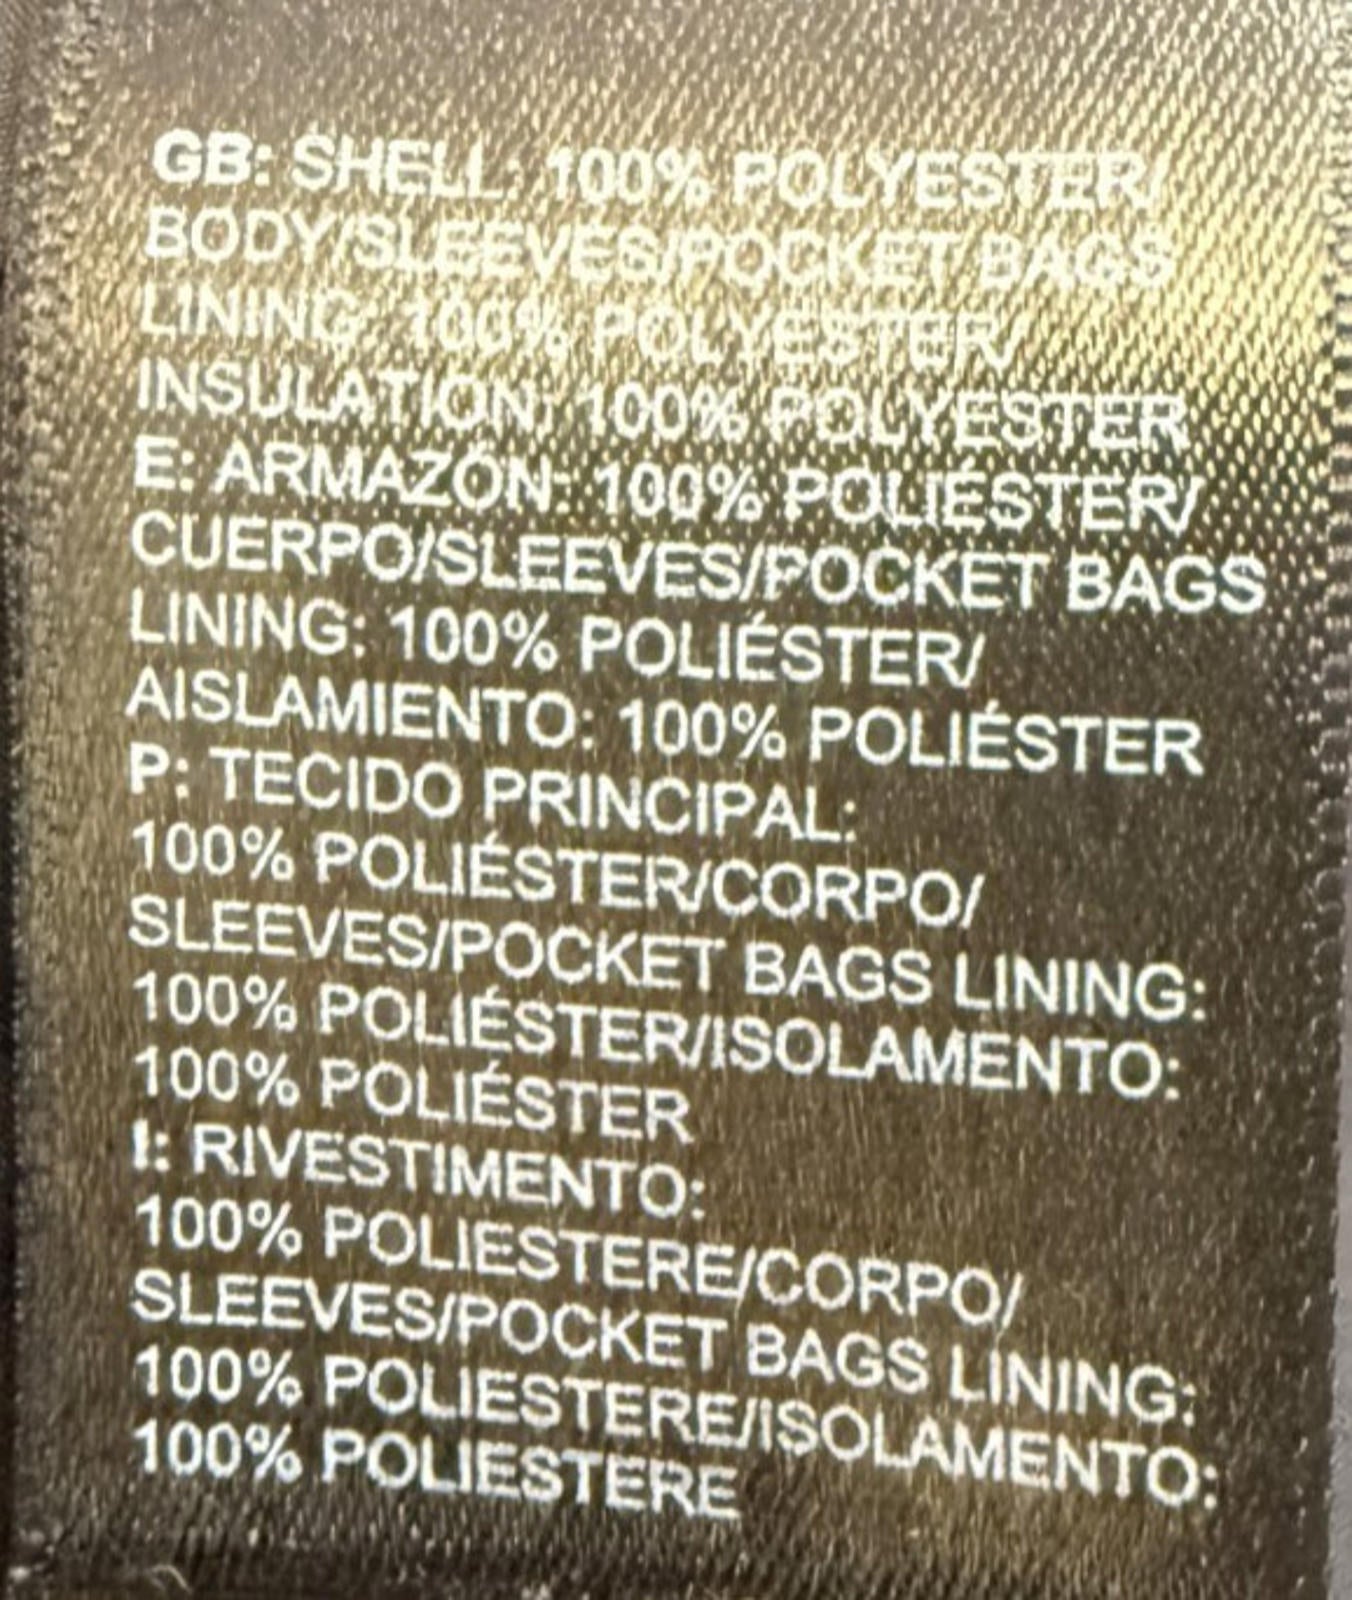 GB: SHELL: 100% POLYESTER/
BODY/SLEEVES/POCKET BAGS
LINING: 100% POLYESTER/
INSULATION: 100% POLYESTER
E: ARMAZÓN: 100% POLIÉSTER/
CUERPO/SLEEVES/POCKET BAGS
LINING: 100% POLIÉSTER/
AISLAMIENTO: 100% POLIÉSTER
P: TECIDO PRINCIPAL:
100% POLIÉSTER/CORPO/
SLEEVES/POCKET BAGS LINING:
100% POLIÉSTER/ISOLAMENTO:
100% POLIÉSTER
I: RIVESTIMENTO:
100% POLIESTERE/CORPO/
SLEEVES/POCKET BAGS LINING:
100% POLIESTERE/ISOLAMENTO:
100% POLIESTERE